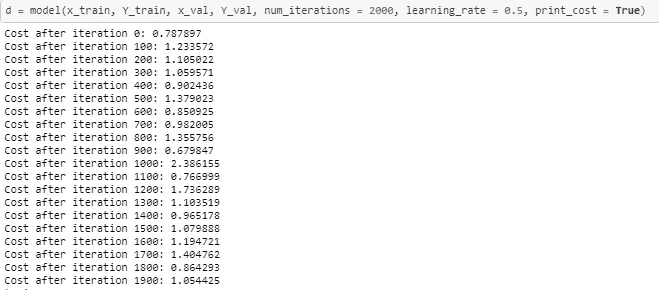 d = model(x_train, Y_train, x_val, Y_val, num_iterations = 2000, learning_rate = 0.5, print_cost = True)
Cost after iteration 0: 0.787897
Cost after iteration 100: 1.233572
Cost after iteration 200: 1.105022
Cost after iteration 300: 1.059571
Cost after iteration 400: 0.902436
Cost after iteration 500: 1.379023
Cost after iteration 600: 0.850925
Cost after iteration 700: 0.982005
Cost after iteration 800: 1.355756
Cost after iteration 900: 0.679847
Cost after iteration 1000: 2.386155
Cost after iteration 1100: 0.766999
Cost after iteration 1200: 1.736289
Cost after iteration 1300: 1.103519
Cost after iteration 1400: 0.965178
Cost after iteration 1500: 1.079888
Cost after iteration 1600: 1.194721
Cost after iteration 1700: 1.404762
Cost after iteration 1800: 0.864293
Cost after iteration 1900: 1.054425